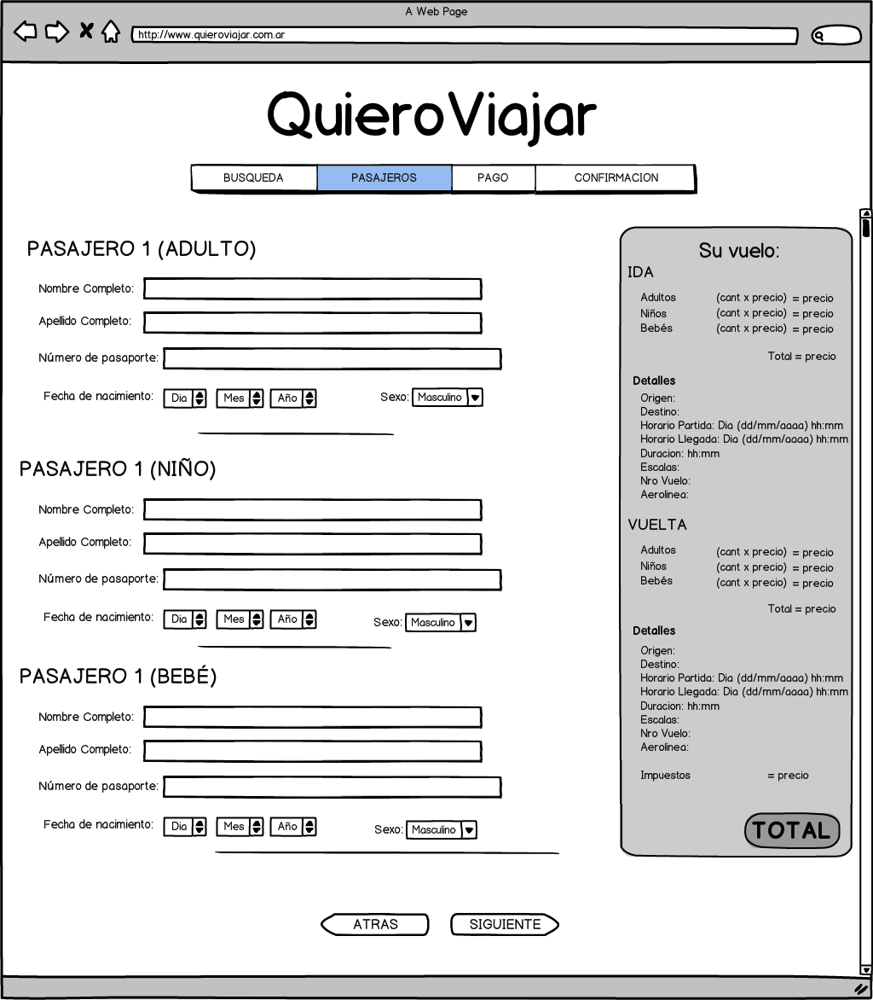 A Web Page
http://www.quieroviajar.com.ar
QuieroViajar
BUSQUEDA PASAJEROS PAGO CONFIRMACION
PASAJERO 1 (ADULTO)
Nombre Completo:
Apellido Completo:
Número de pasaporte:
Fecha de nacimiento: Dia Mes Año Sexo: Masculino
PASAJERO 1 (NIÑO)
Nombre Completo:
Apellido Completo:
Número de pasaporte:
Fecha de nacimiento: Dia Mes Año Sexo: Masculino
PASAJERO 1 (BEBÉ)
Nombre Completo:
Apellido Completo:
Número de pasaporte:
Fecha de nacimiento: Dia Mes Año Sexo: Masculino
Su vuelo:
IDA
Adultos (cant x precio) = precio
Niños (cant x precio) = precio
Bebés (cant x precio) = precio
Total = precio
Detalles
Origen:
Destino:
Horario Partida: Dia (dd/mm/aaaa) hh:mm
Horario Llegada: Dia (dd/mm/aaaa) hh:mm
Duracion: hh:mm
Escalas:
Nro Vuelo:
Aerolinea:
VUELTA
Adultos (cant x precio) = precio
Niños (cant x precio) = precio
Bebés (cant x precio) = precio
Total = precio
Detalles
Origen:
Destino:
Horario Partida: Dia (dd/mm/aaaa) hh:mm
Horario Llegada: Dia (dd/mm/aaaa) hh:mm
Duracion: hh:mm
Escalas:
Nro Vuelo:
Aerolinea:
Impuestos = precio
TOTAL
ATRAS SIGUIENTE